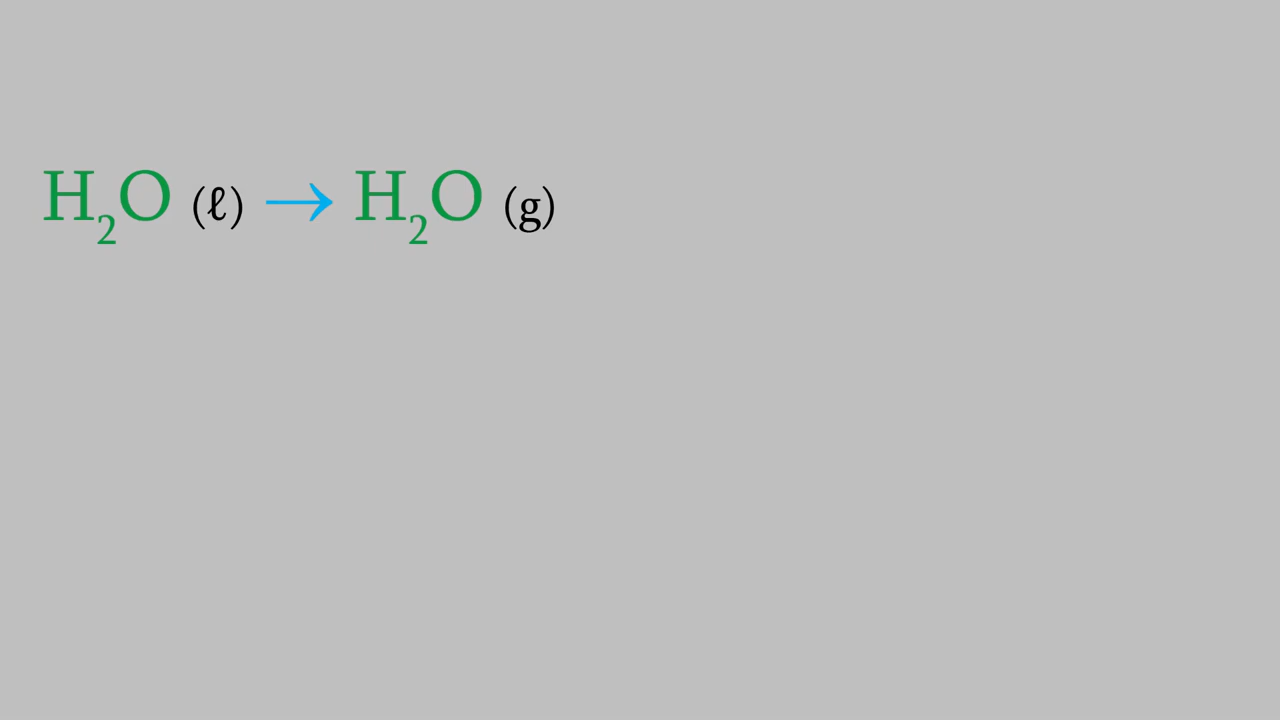 H₂O (ℓ) → H₂O (g)